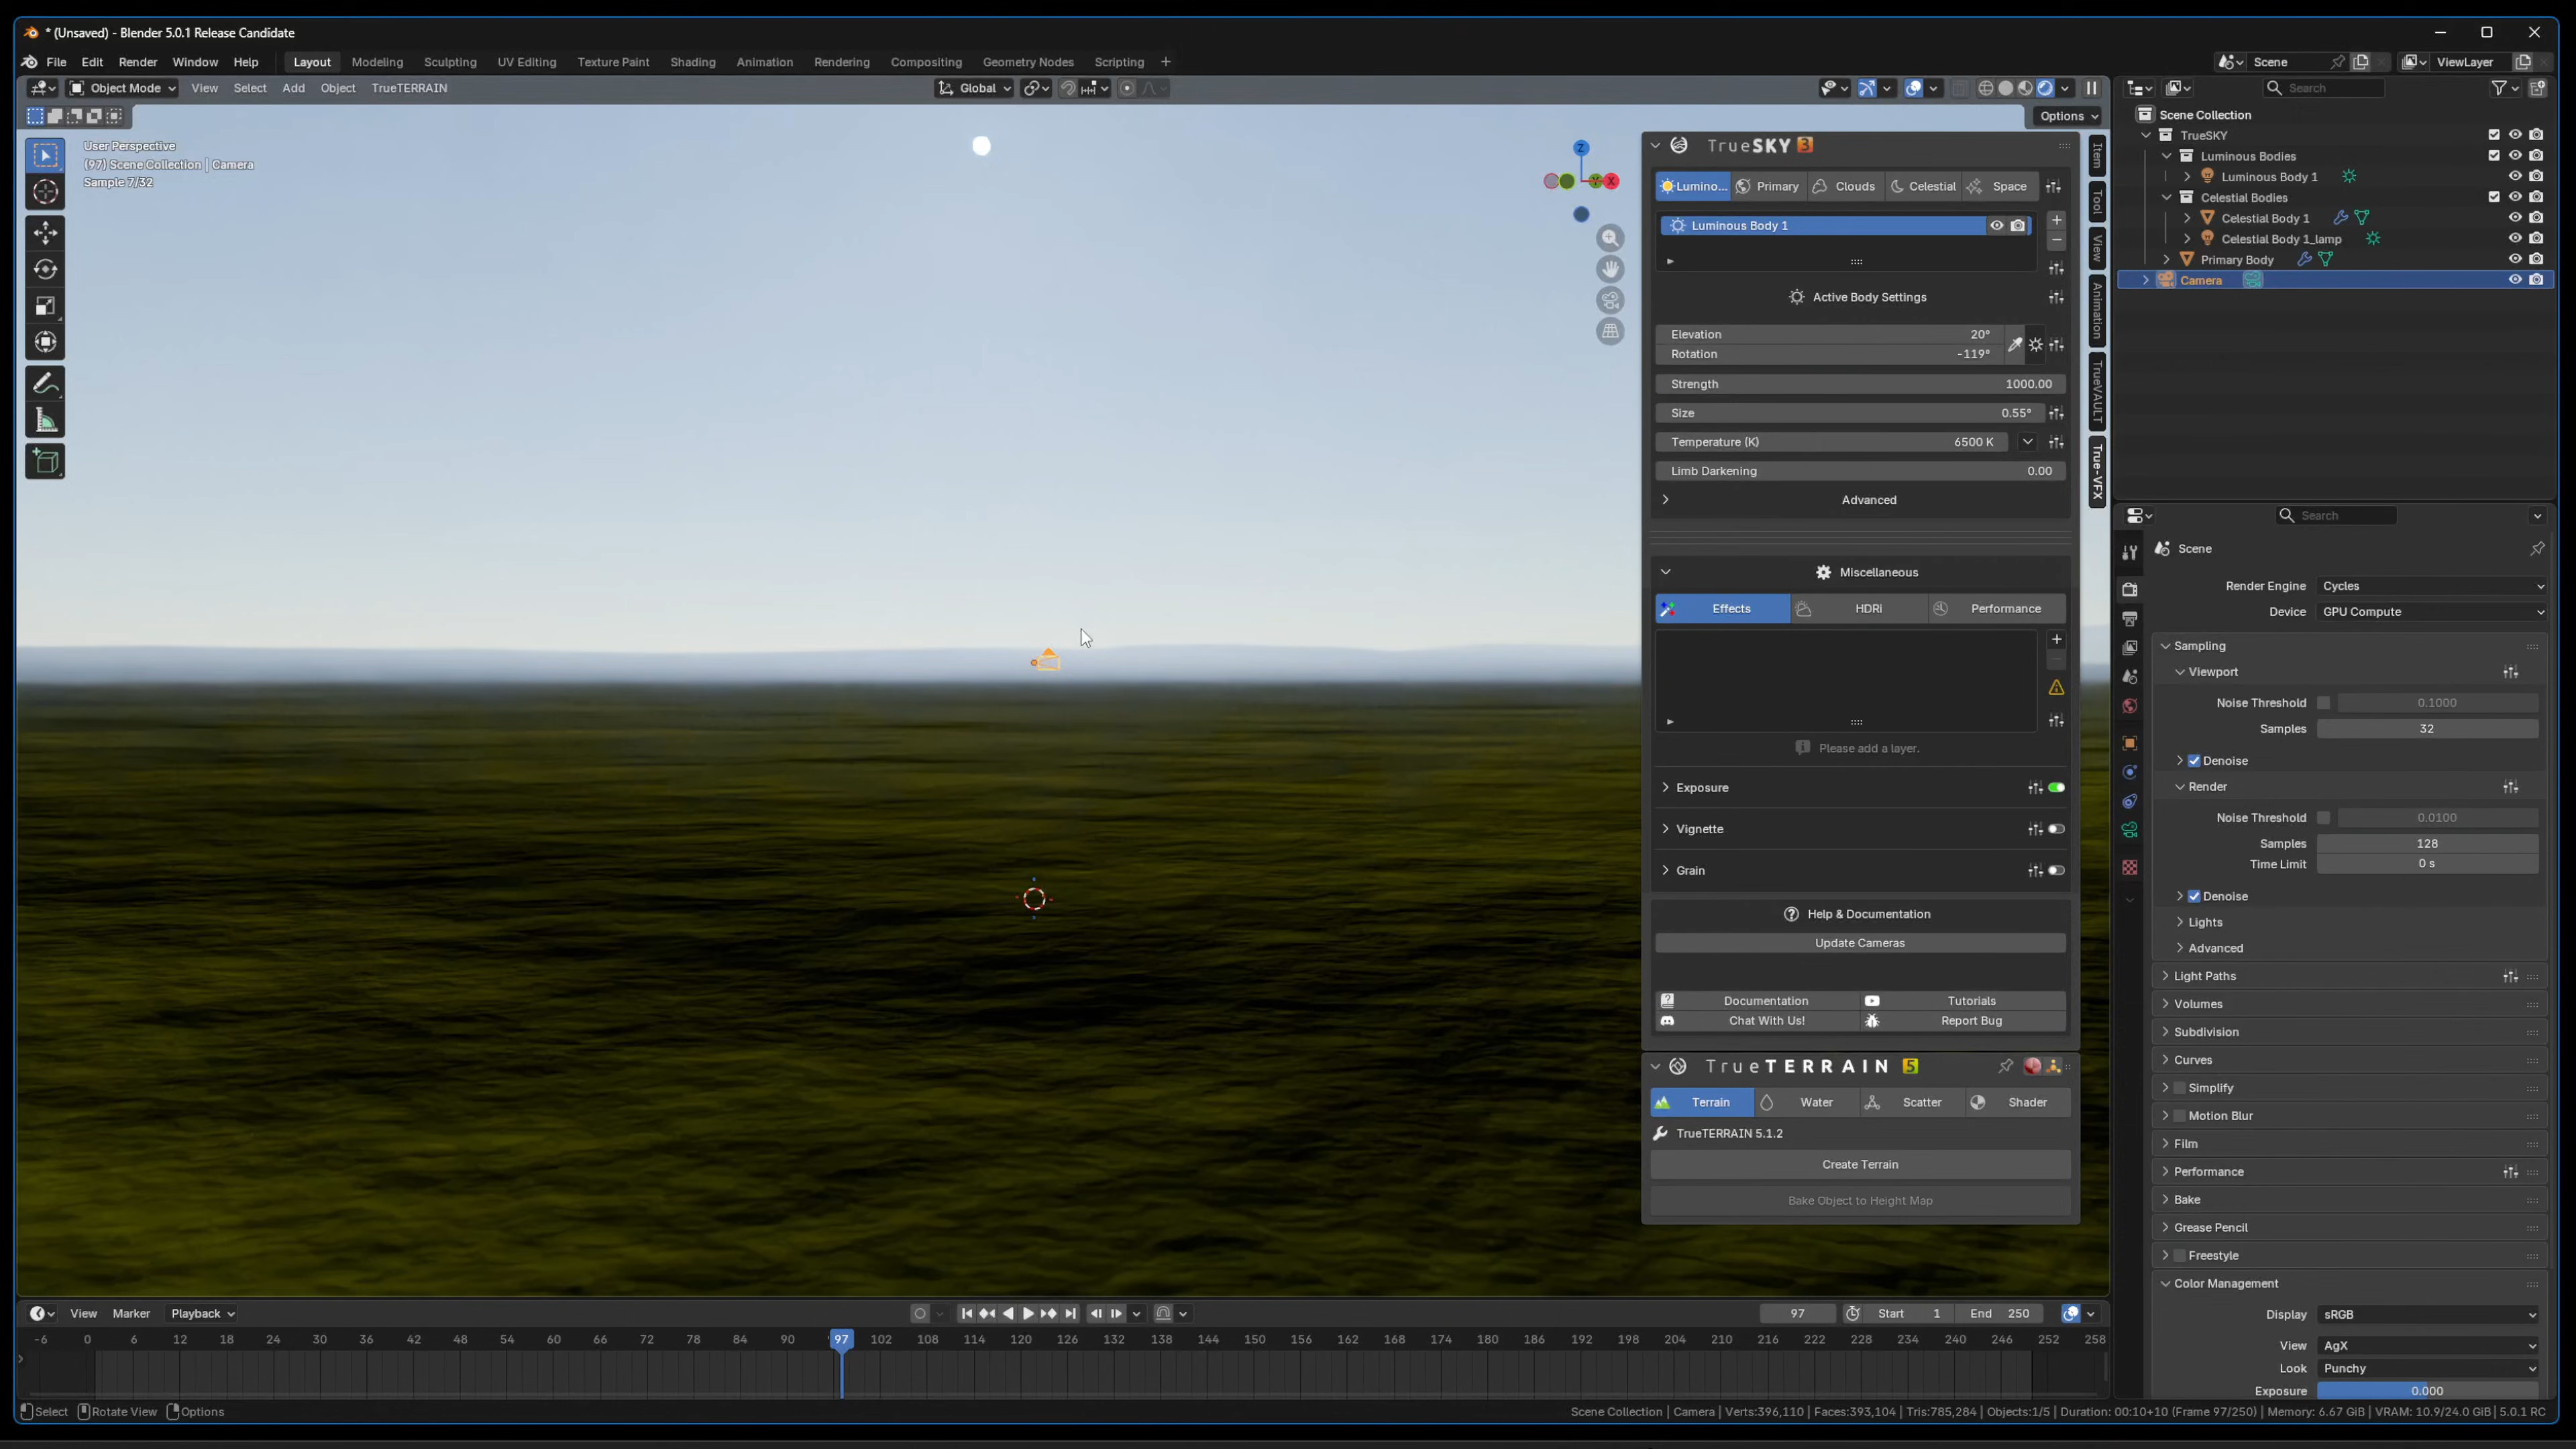 * (Unsaved) - Blender 5.0.1 Release Candidate
File Edit Render Window Help Layout Modeling Sculpting UV Editing Texture Paint Shading Animation Rendering Compositing Geometry Nodes Scripting + Scene ViewLayer
Object Mode View Select Add Object TrueTERRAIN Global Search
Options
User Perspective
(97) Scene Collection | Camera
Sample 7/32
Z
Y
X
TrueSKY 3
Lumino... Primary Clouds Celestial Space
Luminous Body 1
Active Body Settings
Elevation 20°
Rotation -119°
Strength 1000.00
Size 0.55°
Temperature (K) 6500 K
Limb Darkening 0.00
Advanced
Miscellaneous
Effects HDRi Performance
Please add a layer.
Exposure
Vignette
Grain
Help & Documentation
Update Cameras
Documentation Tutorials
Chat With Us! Report Bug
TrueTERRAIN 5
Terrain Water Scatter Shader
TrueTERRAIN 5.1.2
Create Terrain
Bake Object to Height Map
Item
Tool
View
Animation
TrueVAULT
True-VFX
Scene Collection
TrueSKY
Luminous Bodies
Luminous Body 1
Celestial Bodies
Celestial Body 1
Celestial Body 1_lamp
Primary Body
Camera
Search
Scene
Render Engine Cycles
Device GPU Compute
Sampling
Viewport
Noise Threshold 0.1000
Samples 32
Denoise
Render
Noise Threshold 0.0100
Samples 128
Time Limit 0 s
Denoise
Lights
Advanced
Light Paths
Volumes
Subdivision
Curves
Simplify
Motion Blur
Film
Performance
Bake
Grease Pencil
Freestyle
Color Management
Display sRGB
View AgX
Look Punchy
Exposure 0.000
View Marker Playback 97 Start 1 End 250
-6 0 6 12 18 24 30 36 42 48 54 60 66 72 78 84 90 97 102 108 114 120 126 132 138 144 150 156 162 168 174 180 186 192 198 204 210 216 222 228 234 240 246 252 258
Select Rotate View Options
Scene Collection | Camera | Verts:396,110 | Faces:393,104 | Tris:785,284 | Objects:1/5 | Duration: 00:10+10 (Frame 97/250) | Memory: 6.67 GiB | VRAM: 10.9/24.0 GiB | 5.0.1 RC